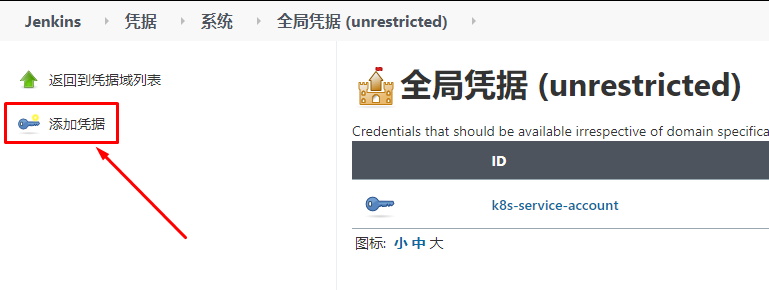 Jenkins 凭据 系统 全局凭据 (unrestricted)
返回到凭据域列表
添加凭据
全局凭据 (unrestricted)
Credentials that should be available irrespective of domain specifica
ID
k8s-service-account
图标: 小 中 大